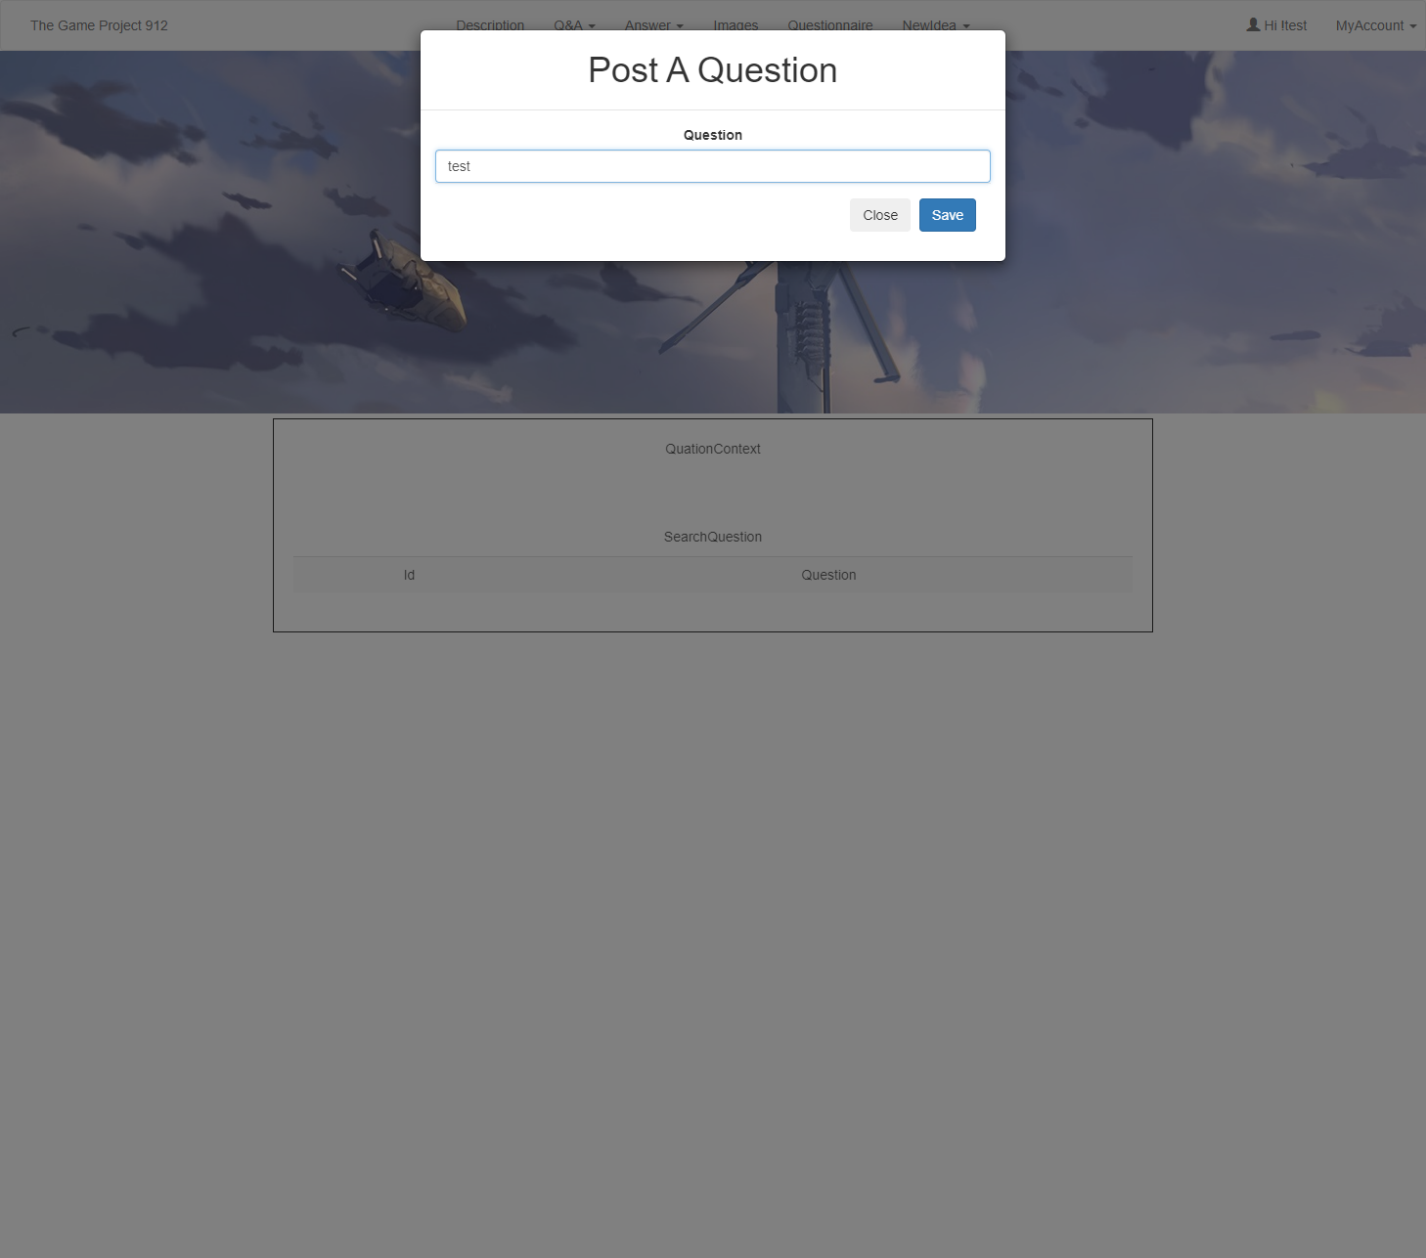 The Game Project 912 Description Q&A Answer Images Questionnaire NewIdea Hi ltest MyAccount
Post A Question
Question
test
Close Save
QuationContext
SearchQuestion
Id Question